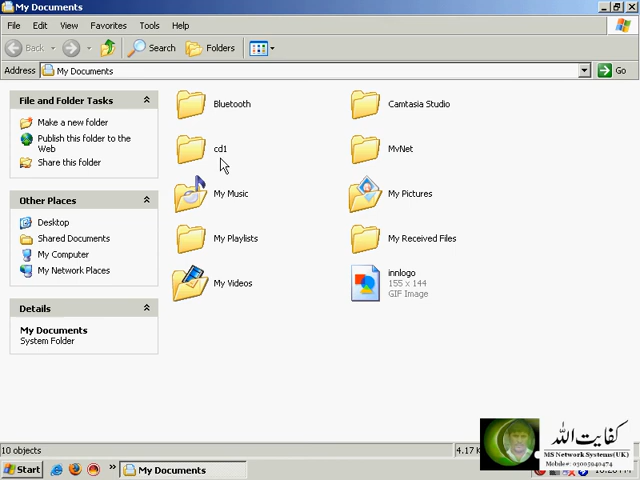 My Documents
File Edit View Favorites Tools Help
Back Search Folders
Address My Documents Go
File and Folder Tasks
Make a new folder
Publish this folder to the
Web
Share this folder
Other Places
Desktop
Shared Documents
My Computer
My Network Places
Details
My Documents
System Folder
Bluetooth
Camtasia Studio
cd1
MvNet
My Music
My Pictures
My Playlists
My Received Files
My Videos
innlogo
155 x 144
GIF Image
10 objects
4.17 K
کفایت اللہ
MS Network Systems(UK)
Start » My Documents